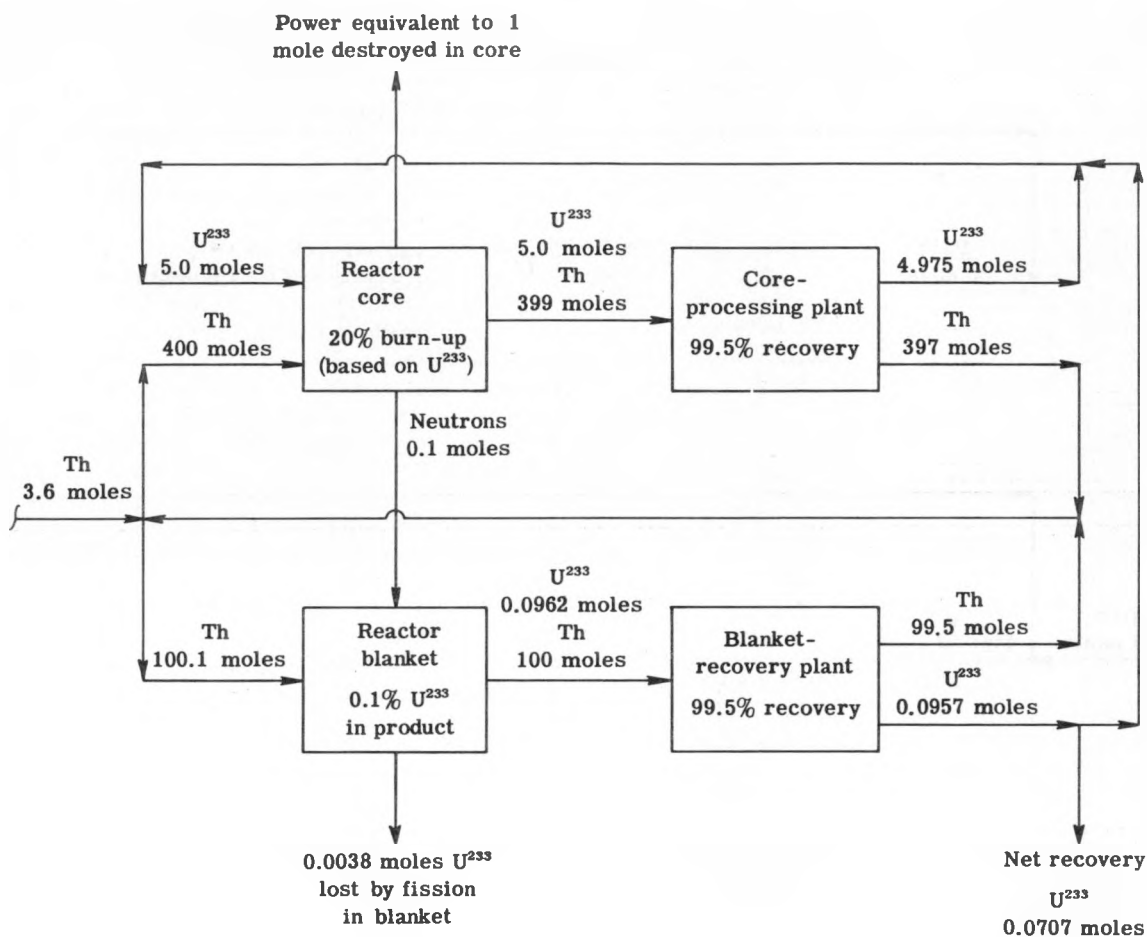 Power equivalent to 1
mole destroyed in core
U²³³
5.0 moles
Th
400 moles
Reactor
core
20% burn-up
(based on U²³³)
U²³³
5.0 moles
Th
399 moles
Core-
processing plant
99.5% recovery
U²³³
4.975 moles
Th
397 moles
Neutrons
0.1 moles
Th
3.6 moles
Th
100.1 moles
Reactor
blanket
0.1% U²³³
in product
U²³³
0.0962 moles
Th
100 moles
Blanket-
recovery plant
99.5% recovery
Th
99.5 moles
U²³³
0.0957 moles
0.0038 moles U²³³
lost by fission
in blanket
Net recovery
U²³³
0.0707 moles